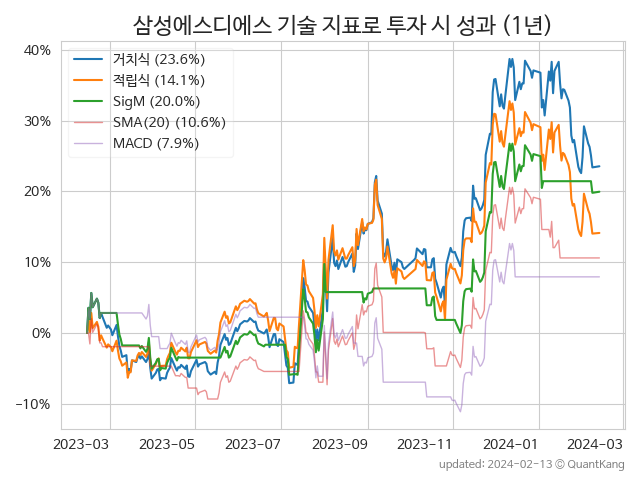 삼성에스디에스 기술 지표로 투자 시 성과 (1년)
거치식 (23.6%)
적립식 (14.1%)
SigM (20.0%)
SMA(20) (10.6%)
MACD (7.9%)
40%
30%
20%
10%
0%
−10%
2023-03 2023-05 2023-07 2023-09 2023-11 2024-01 2024-03
updated: 2024-02-13 © QuantKang